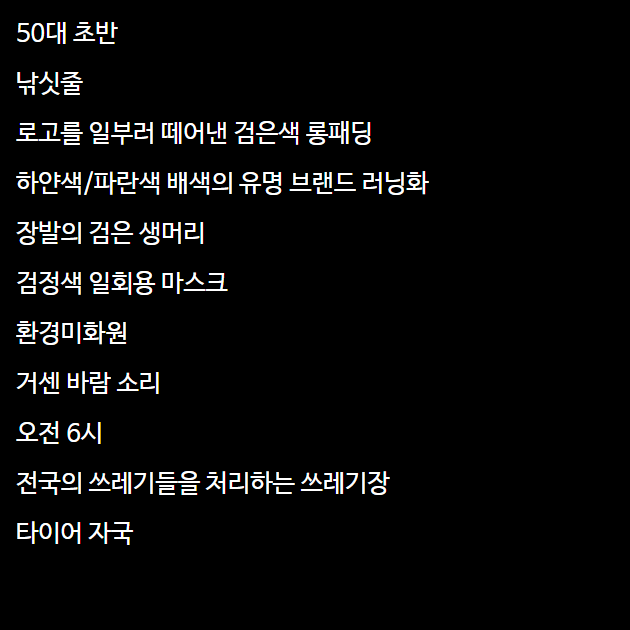 50대 초반
낚싯줄
로고를 일부러 떼어낸 검은색 롱패딩
하얀색/파란색 배색의 유명 브랜드 러닝화
장발의 검은 생머리
검정색 일회용 마스크
환경미화원
거센 바람 소리
오전 6시
전국의 쓰레기들을 처리하는 쓰레기장
타이어 자국